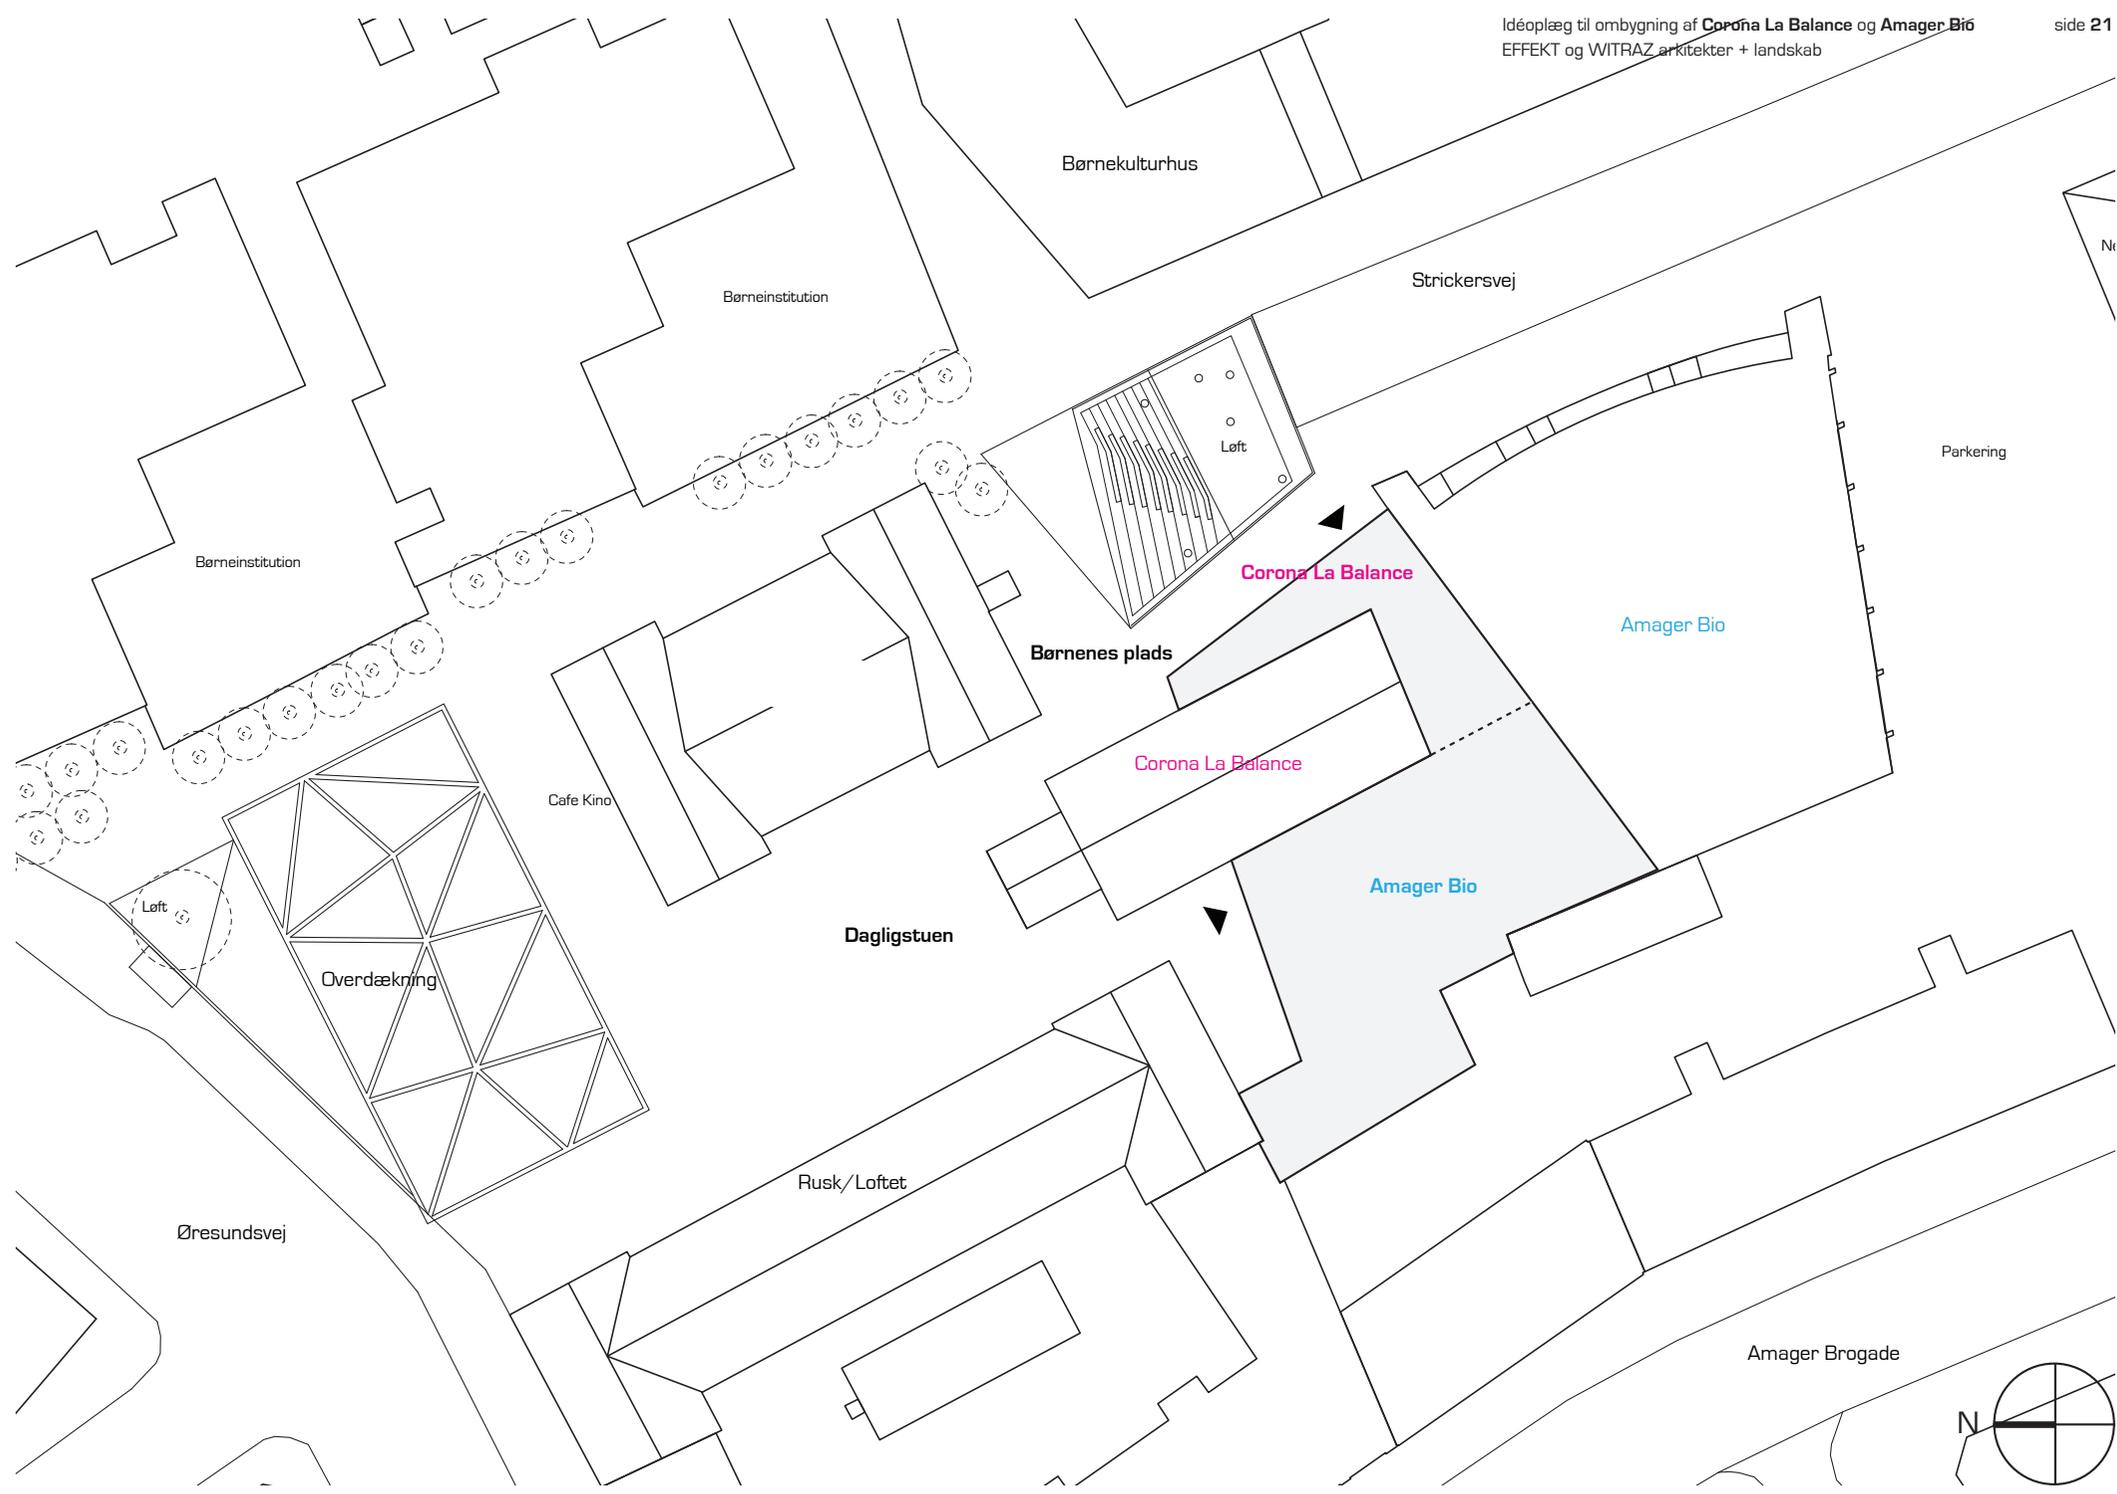 Idéoplæg til ombygning af Corona La Balance og Amager Bio side 21
EFFEKT og WITRAZ arkitekter + landskab
Børnekulturhus
Strickersvej
Børneinstitution
Løft
Parkering
Børneinstitution
Corona La Balance
Amager Bio
Børnenes plads
Corona La Balance
Cafe Kino
Amager Bio
Løft
Dagligstuen
Overdækning
Rusk/Loftet
Øresundsvej
Amager Brogade
N